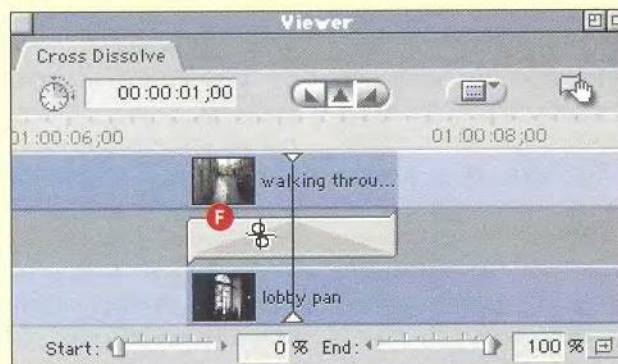 Viewer
Cross Dissolve
00:00:01;00
01:00:06;00 01:00:08;00
walking throu...
F
lobby pan
Start: 0 % End: 100 %